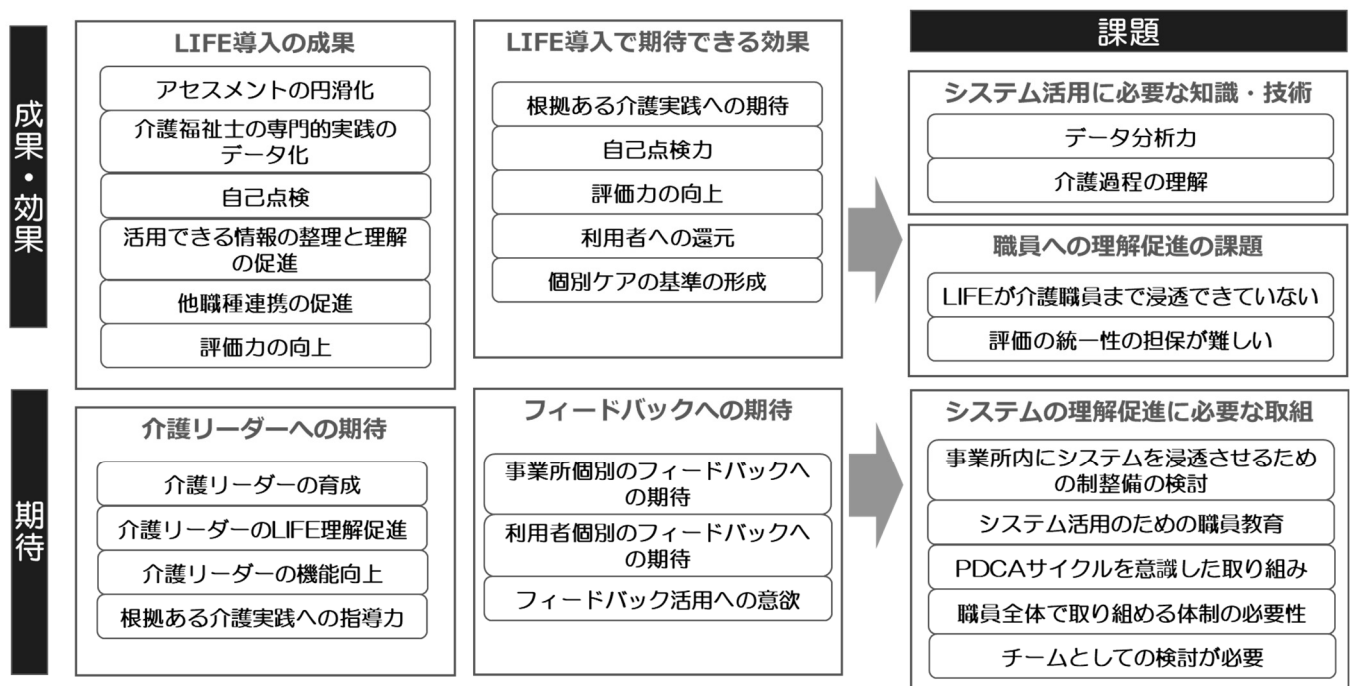 成果・効果
LIFE導入の成果
アセスメントの円滑化
介護福祉士の専門的実践の
データ化
自己点検
活用できる情報の整理と理解
の促進
他職種連携の促進
評価力の向上
LIFE導入で期待できる効果
根拠ある介護実践への期待
自己点検力
評価力の向上
利用者への還元
個別ケアの基準の形成
課題
システム活用に必要な知識・技術
データ分析力
介護過程の理解
職員への理解促進の課題
LIFEが介護職員まで浸透できていない
評価の統一性の担保が難しい
期待
介護リーダーへの期待
介護リーダーの育成
介護リーダーのLIFE理解促進
介護リーダーの機能向上
根拠ある介護実践への指導力
フィードバックへの期待
事業所個別のフィードバックへ
の期待
利用者個別のフィードバックへ
の期待
フィードバック活用への意欲
システムの理解促進に必要な取組
事業所内にシステムを浸透させるため
の制整備の検討
システム活用のための職員教育
PDCAサイクルを意識した取り組み
職員全体で取り組める体制の必要性
チームとしての検討が必要